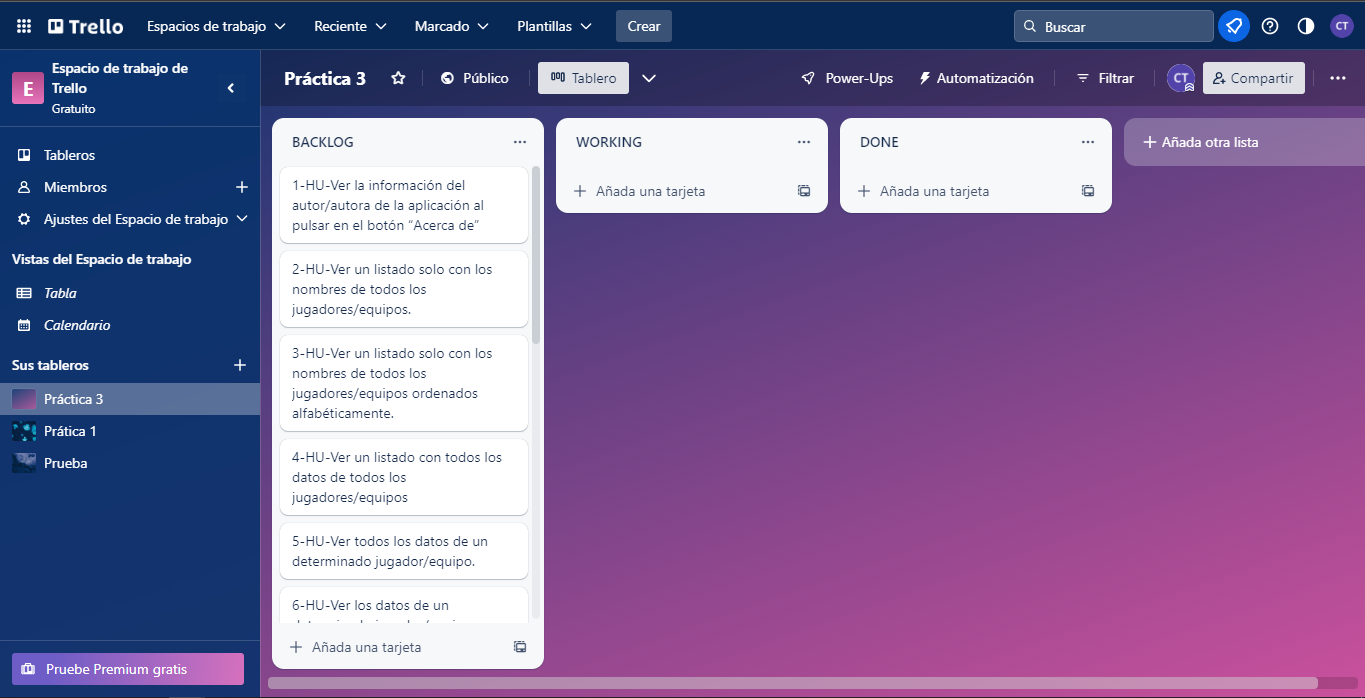 Trello
Espacios de trabajo
Reciente
Marcado
Plantillas
Crear
Buscar
CT
E
Espacio de trabajo de
Trello
Gratuito
Práctica 3
Público
Tablero
Power-Ups
Automatización
Filtrar
CT
Compartir
Tableros
Miembros
Ajustes del Espacio de trabajo
Vistas del Espacio de trabajo
Tabla
Calendario
Sus tableros
Práctica 3
Prática 1
Prueba
Pruebe Premium gratis
BACKLOG
1-HU-Ver la información del
autor/autora de la aplicación al
pulsar en el botón “Acerca de”
2-HU-Ver un listado solo con los
nombres de todos los
jugadores/equipos.
3-HU-Ver un listado solo con los
nombres de todos los
jugadores/equipos ordenados
alfabéticamente.
4-HU-Ver un listado con todos los
datos de todos los
jugadores/equipos
5-HU-Ver todos los datos de un
determinado jugador/equipo.
6-HU-Ver los datos de un
Añada una tarjeta
WORKING
Añada una tarjeta
DONE
Añada una tarjeta
Añada otra lista